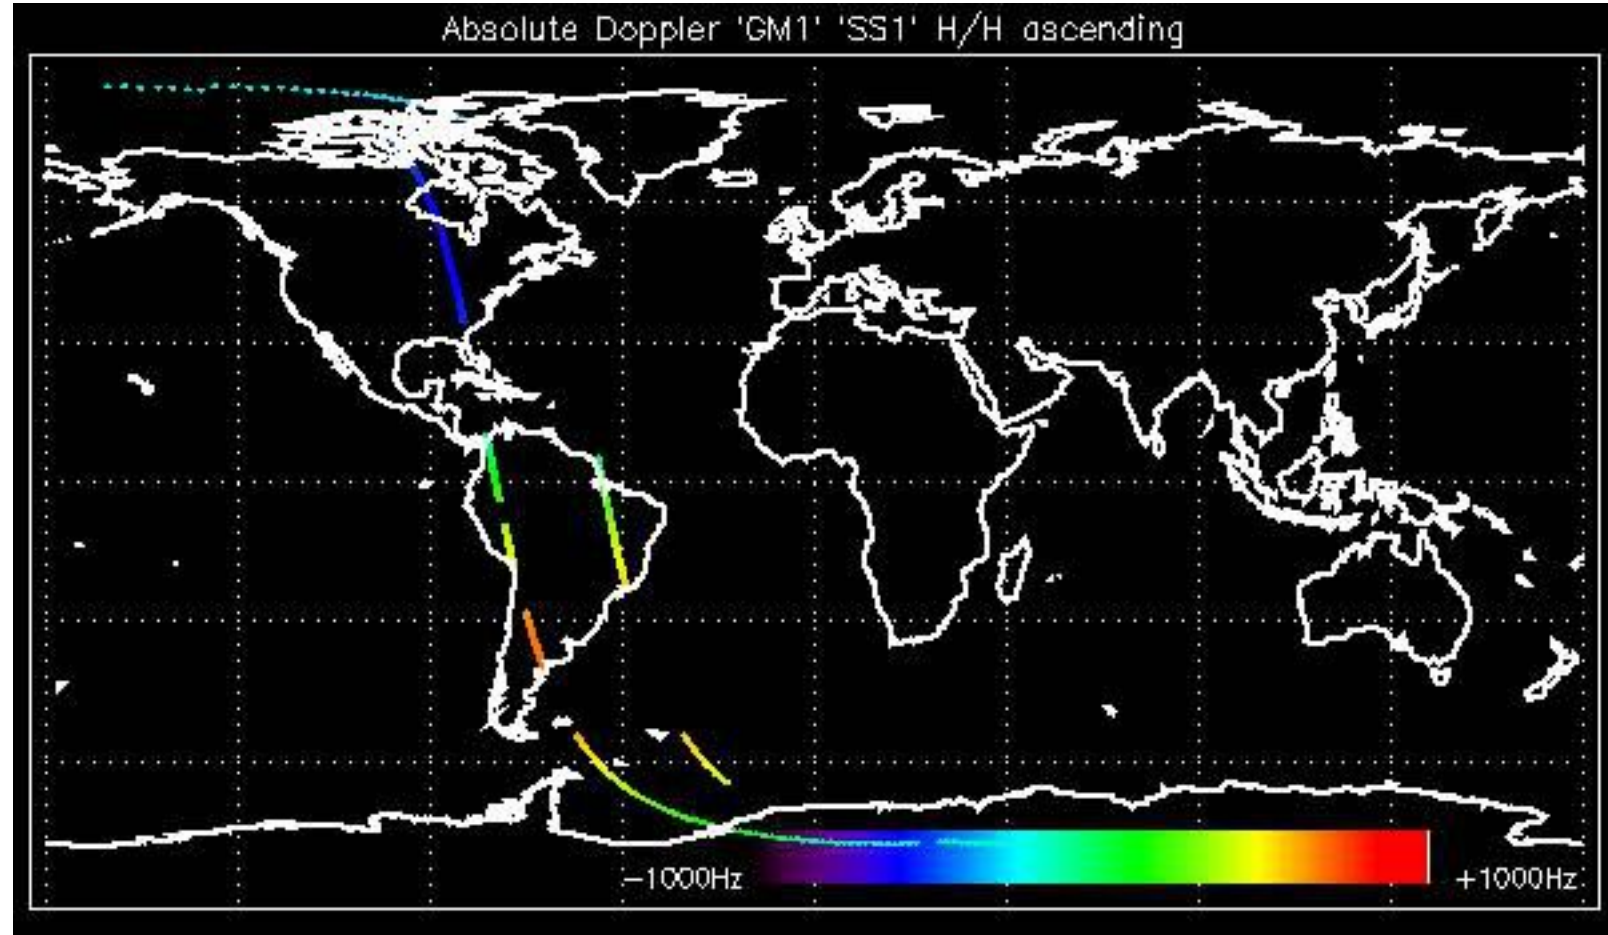 Absolute Doppler 'GM1' 'SS1' H/H ascending
−1000Hz +1000Hz